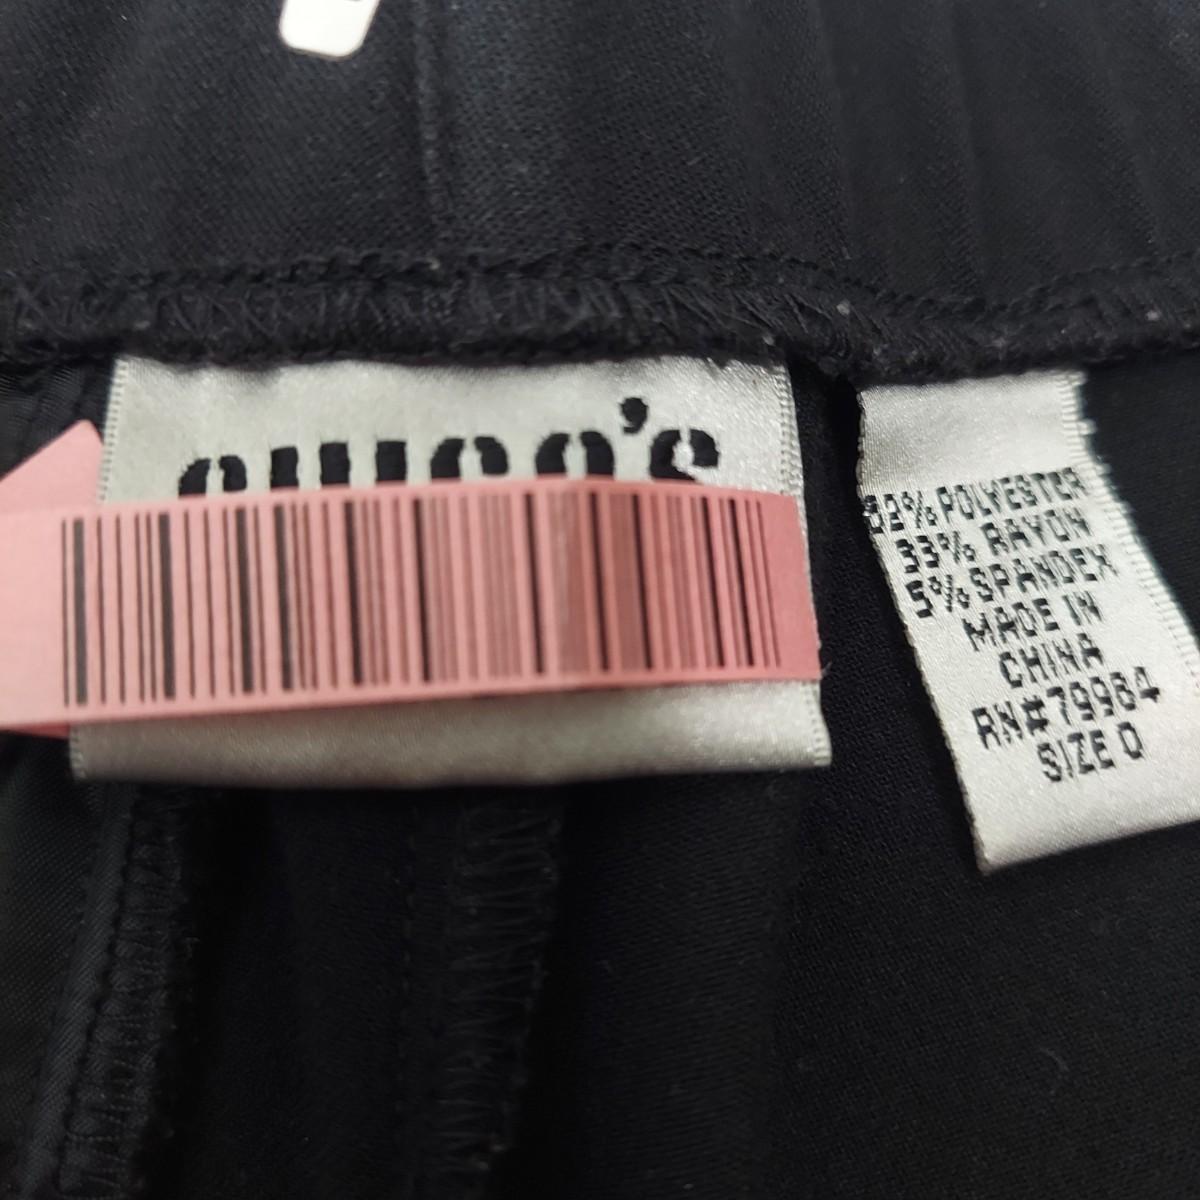 62% POLYESTER
33% RAYON
5% SPANDEX
MADE IN
CHINA
RN# 79984
SIZE 0